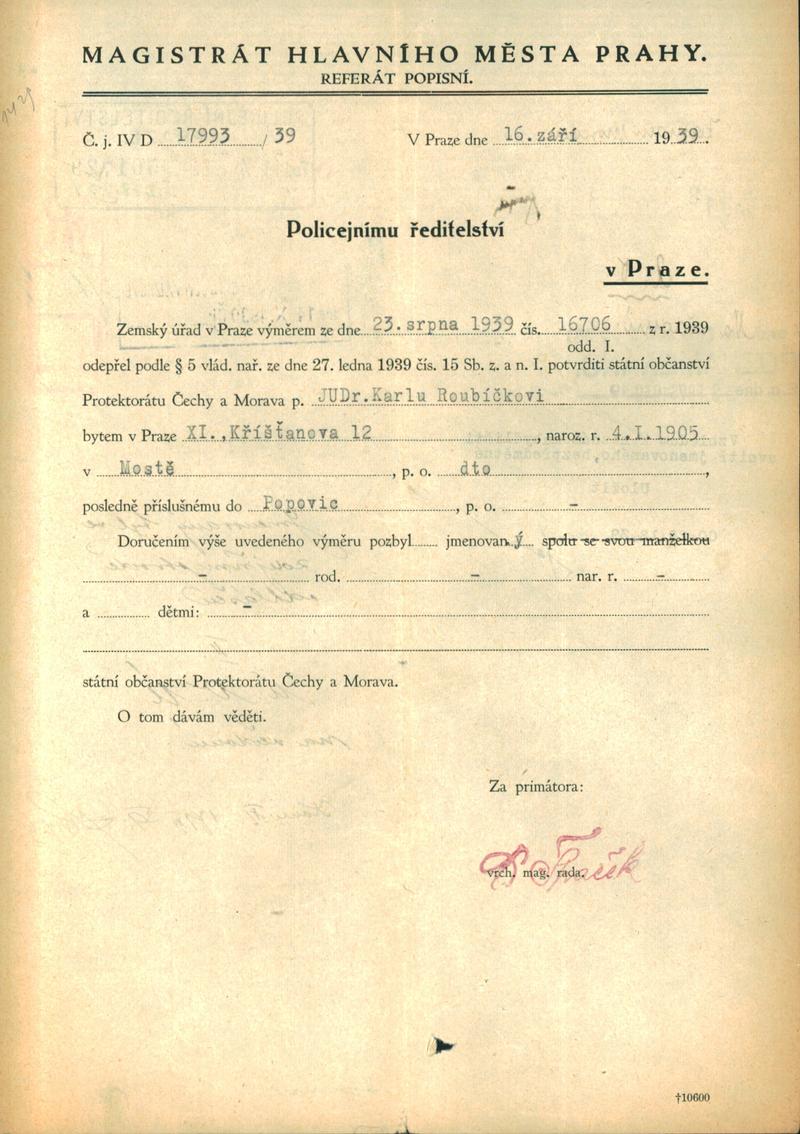 MAGISTRÁT HLAVNÍHO MĚSTA PRAHY.
REFERÁT POPISNÍ.
Č. j. IV D 17993 / 39 V Praze dne 16. září 1939.
Policejnímu ředitelství
v Praze.
Zemský úřad v Praze výměrem ze dne 23. srpna 1939 čís. 16706 z r. 1939
odd. I.
odepřel podle § 5 vlád. nař. ze dne 27. ledna 1939 čís. 15 Sb. z. a n. I. potvrditi státní občanství
Protektorátu Čechy a Morava p. JUDr.Karlu Roubíčkovi
bytem v Praze XI.,Kříšťanova 12, naroz. r. 4.I.1905
v Mostě, p. o. dto,
posledně příslušnému do Popovic, p. o. -
Doručením výše uvedeného výměru pozbyl jmenovaný spolu se svou manželkou
- rod. - nar. r. -
a dětmi: -
státní občanství Protektorátu Čechy a Morava.
O tom dávám věděti.
Za primátora:
vrch. mag. rada.
†10600